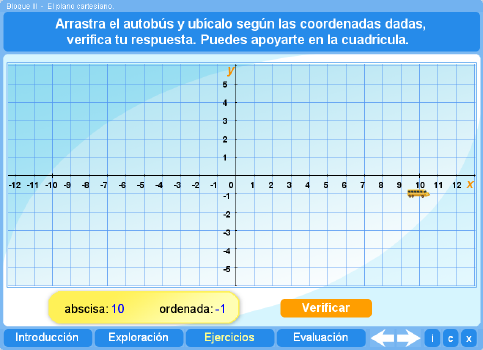 Bloque III - El plano cartesiano.
Arrastra el autobús y ubícalo según las coordenadas dadas,
verifica tu respuesta. Puedes apoyarte en la cuadrícula.
y
5
4
3
2
1
-12 -11 -10 -9 -8 -7 -6 -5 -4 -3 -2 -1 0 1 2 3 4 5 6 7 8 9 10 11 12 x
-1
-2
-3
-4
-5
abscisa: 10 ordenada: -1 Verificar
Introducción Exploración Ejercicios Evaluación i c x